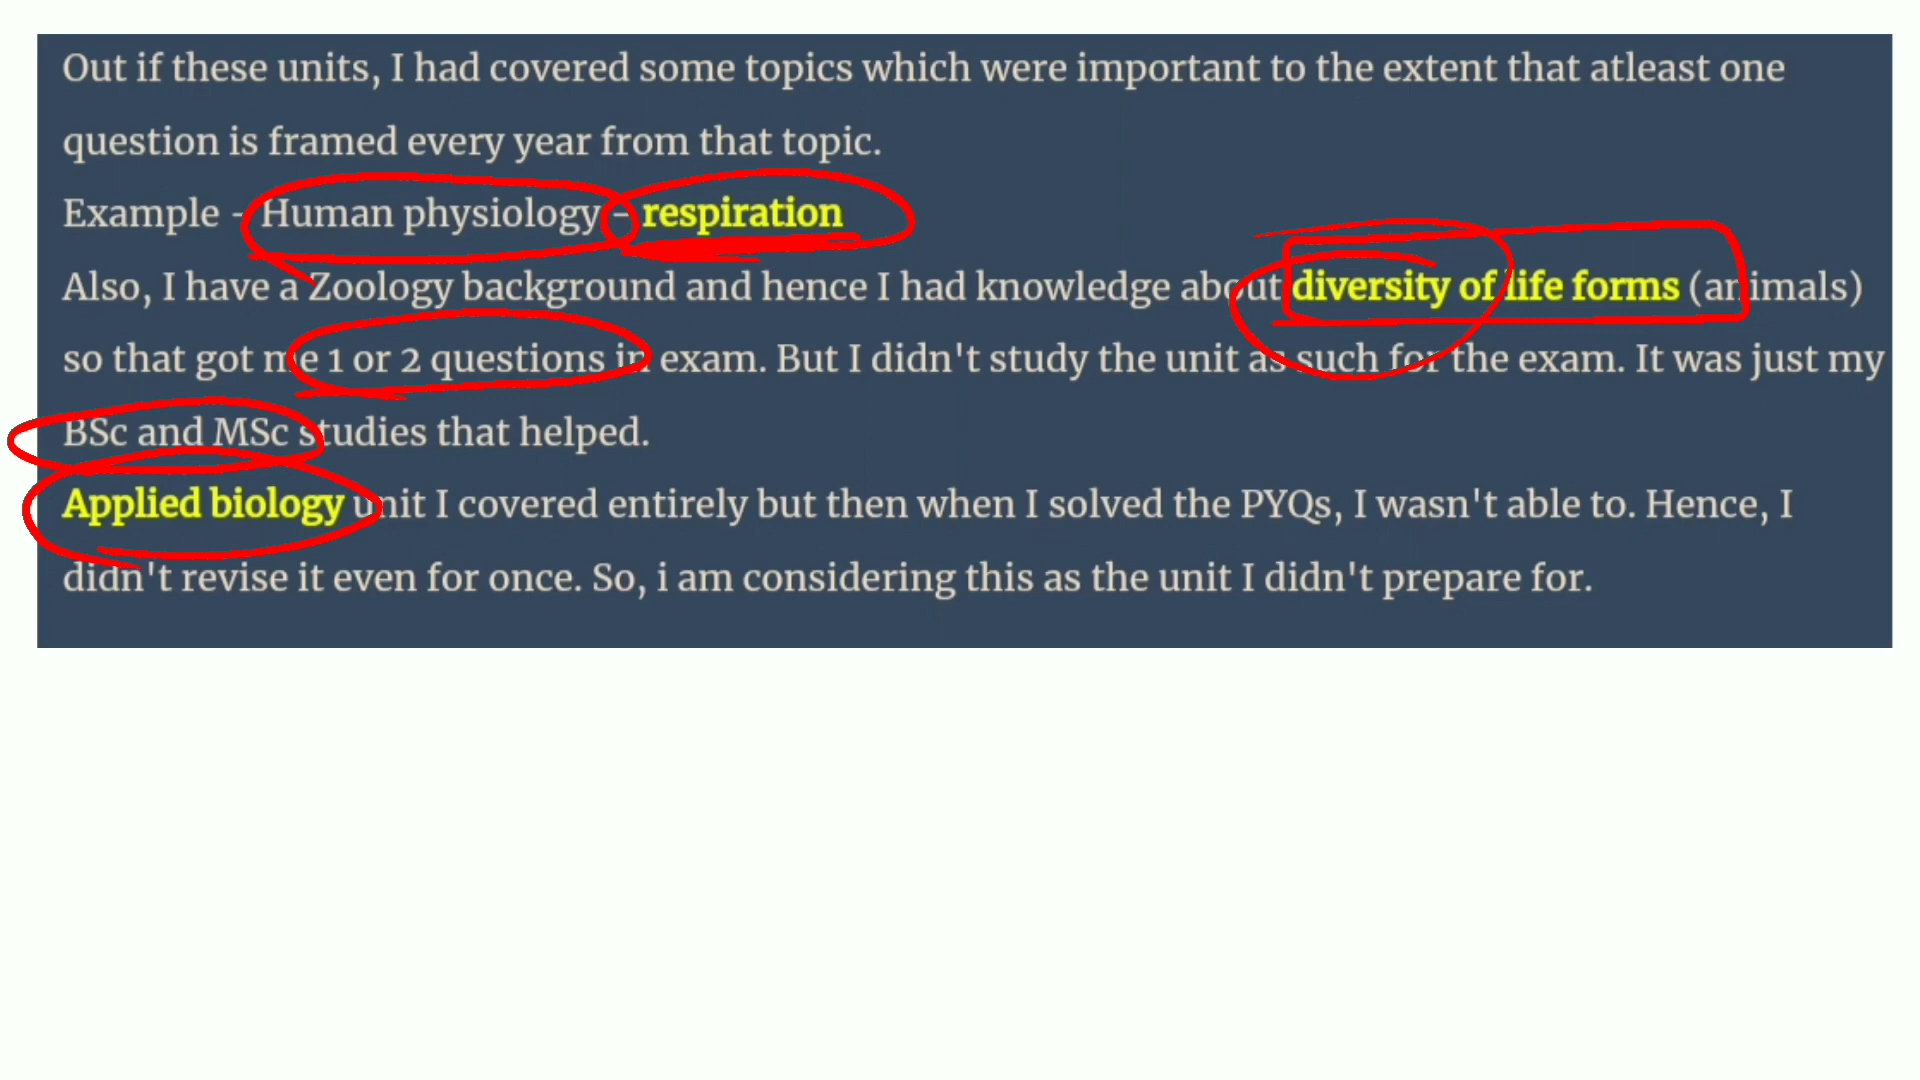 Out if these units, I had covered some topics which were important to the extent that atleast one
question is framed every year from that topic.
Example - Human physiology - respiration
Also, I have a Zoology background and hence I had knowledge about diversity of life forms (animals)
so that got me 1 or 2 questions in exam. But I didn't study the unit as such for the exam. It was just my
BSc and MSc studies that helped.
Applied biology unit I covered entirely but then when I solved the PYQs, I wasn't able to. Hence, I
didn't revise it even for once. So, i am considering this as the unit I didn't prepare for.